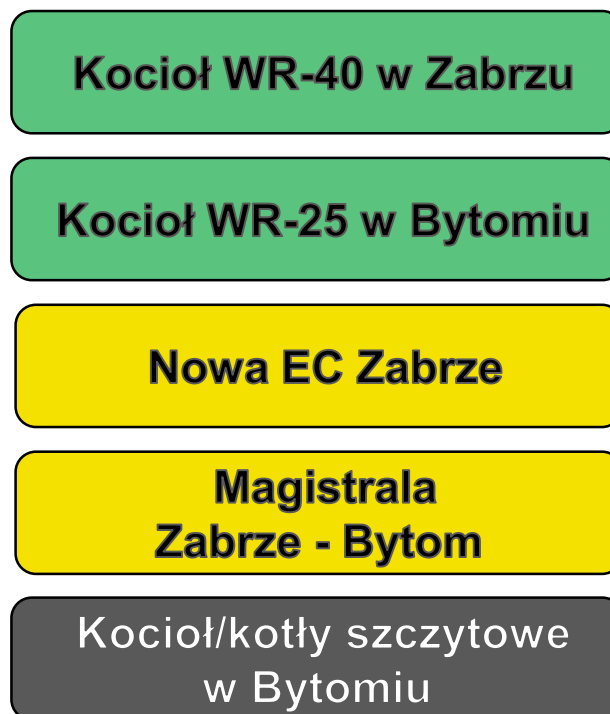 Kocioł WR-40 w Zabrzu
Kocioł WR-25 w Bytomiu
Nowa EC Zabrze
Magistrala
Zabrze - Bytom
Kocioł/kotły szczytowe
w Bytomiu